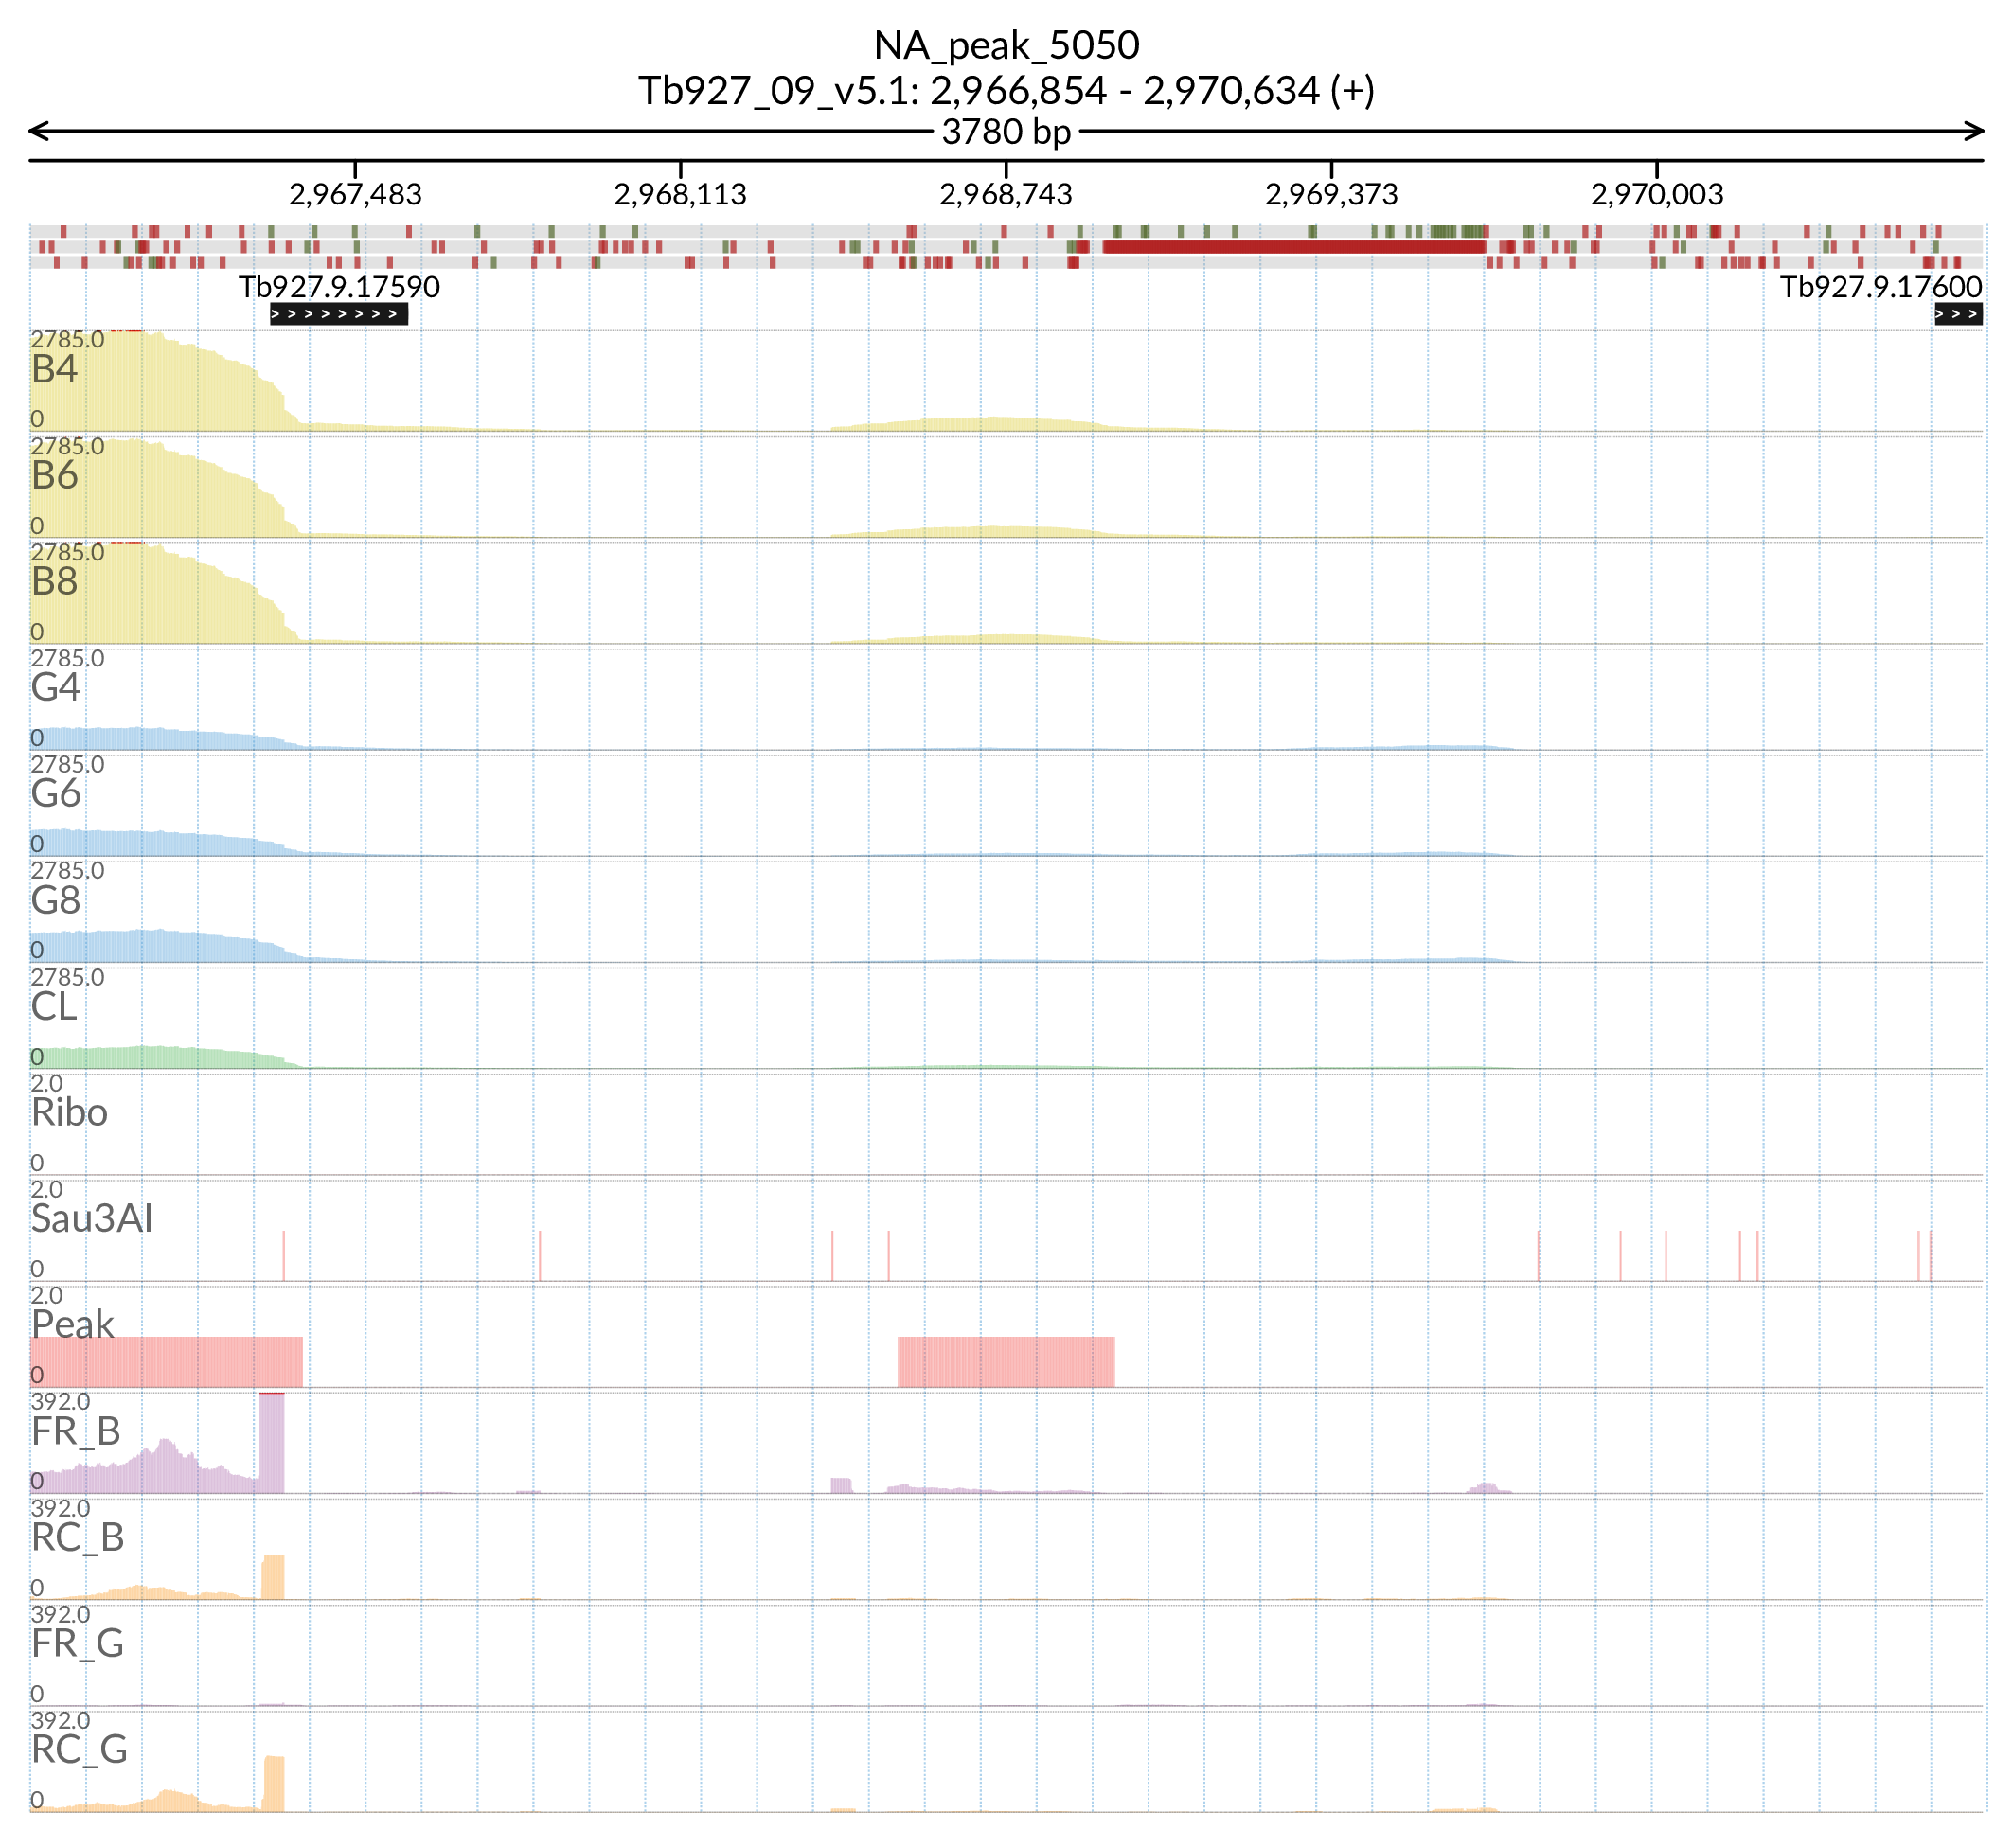 NA_peak_5050
Tb927_09_v5.1: 2,966,854 - 2,970,634 (+)
3780 bp
2,967,483 2,968,113 2,968,743 2,969,373 2,970,003
Tb927.9.17590 Tb927.9.17600
2785.0
B4
0
2785.0
B6
0
2785.0
B8
0
2785.0
G4
0
2785.0
G6
0
2785.0
G8
0
2785.0
CL
0
2.0
Ribo
0
2.0
Sau3AI
0
2.0
Peak
0
392.0
FR_B
0
392.0
RC_B
0
392.0
FR_G
0
392.0
RC_G
0